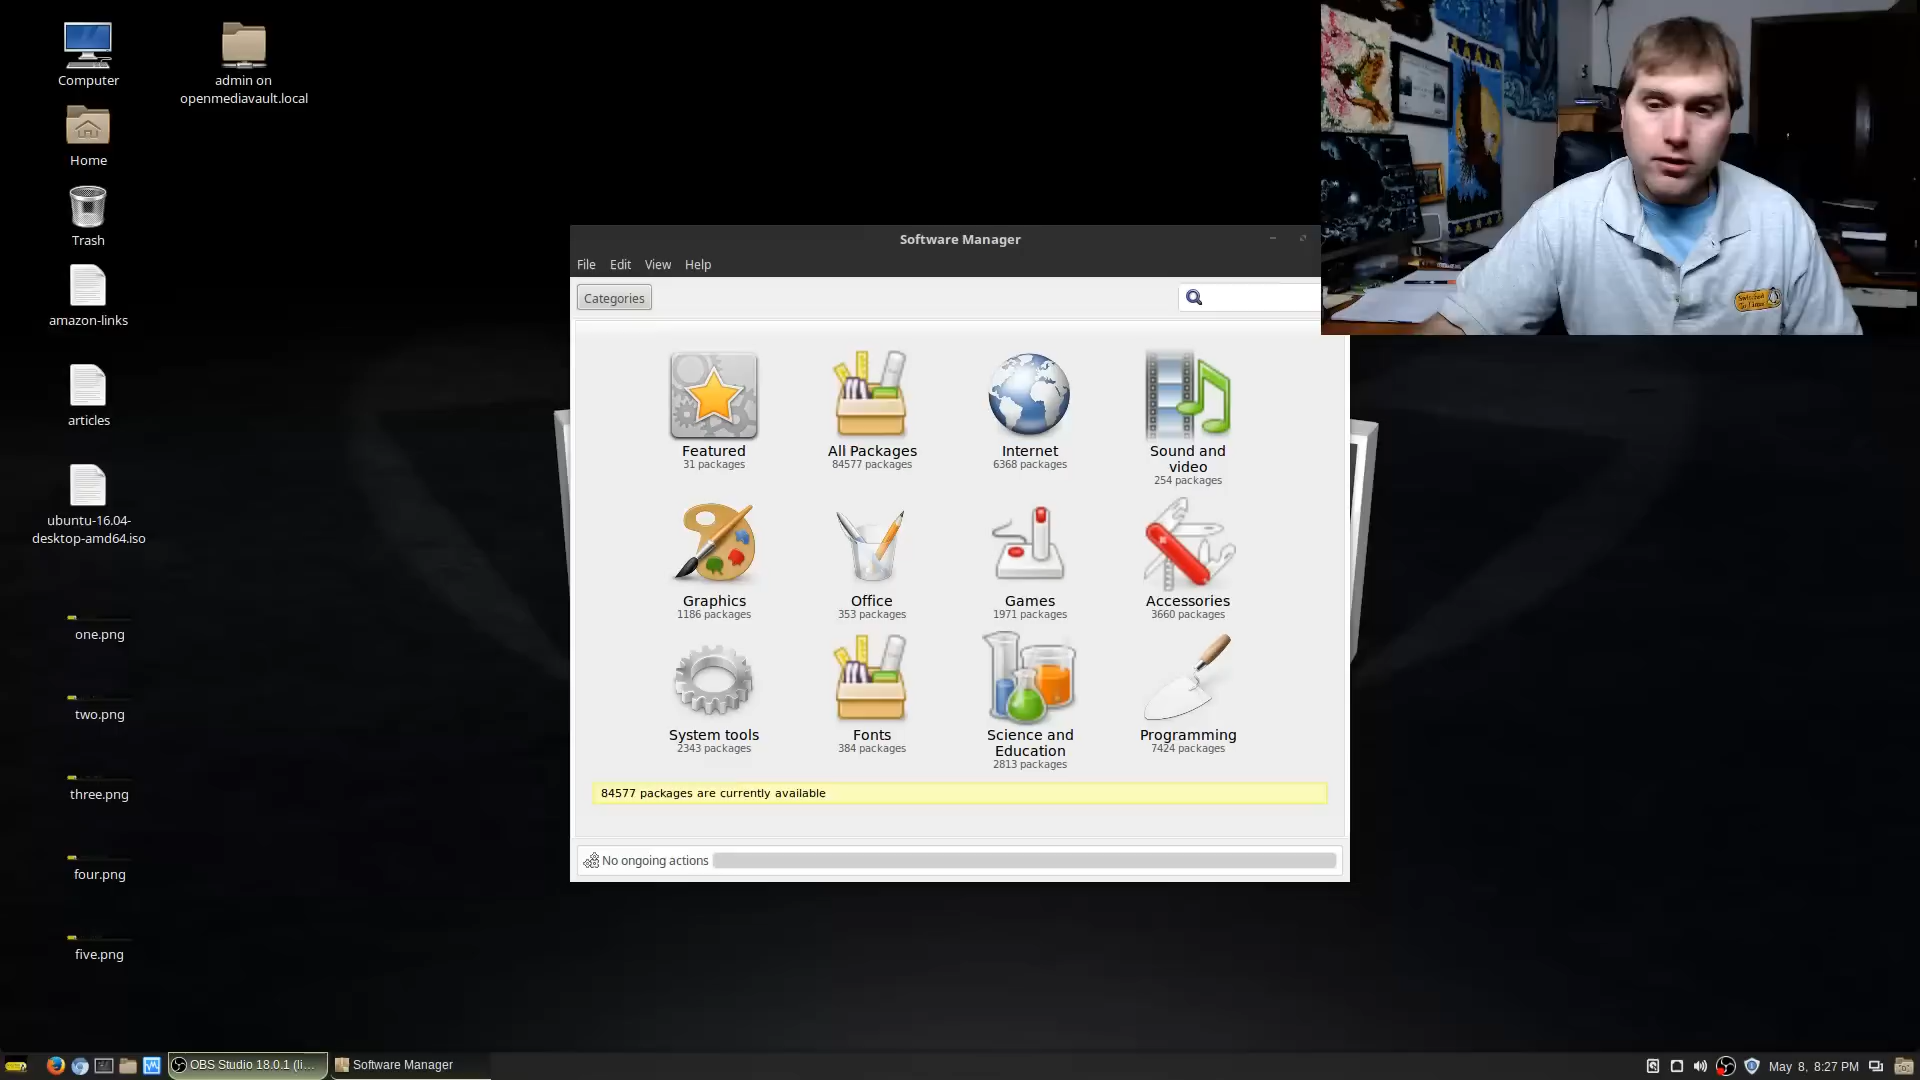 Computer
admin on
openmediavault.local
Home
Trash
amazon-links
articles
ubuntu-16.04-
desktop-amd64.iso
one.png
two.png
three.png
four.png
five.png
Software Manager
File Edit View Help
Categories
Featured
31 packages
All Packages
84577 packages
Internet
6368 packages
Sound and
video
254 packages
Graphics
1186 packages
Office
353 packages
Games
1971 packages
Accessories
3660 packages
System tools
2343 packages
Fonts
384 packages
Science and
Education
2813 packages
Programming
7424 packages
84577 packages are currently available
No ongoing actions
Switched
To Linux
OBS Studio 18.0.1 (li...
Software Manager
May 8, 8:27 PM